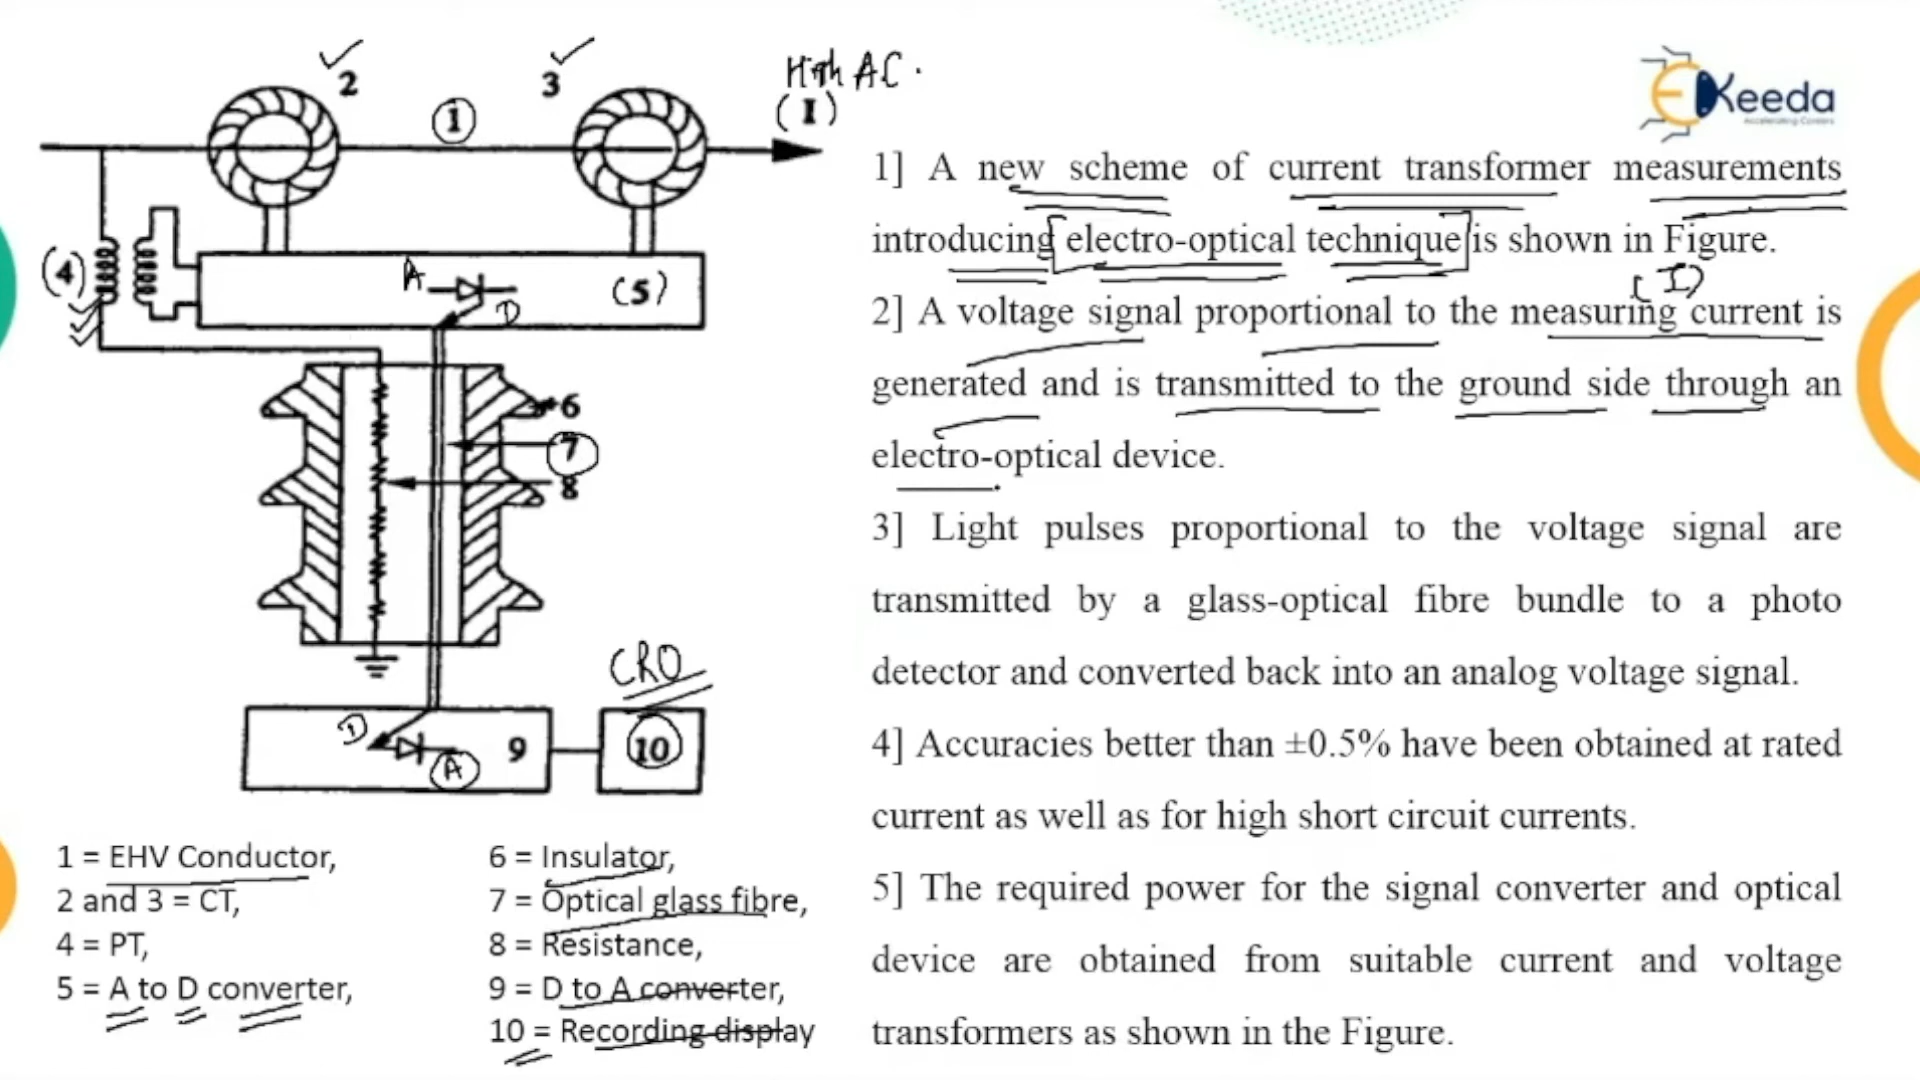 2
3
High AC.
(I)
1
(4)
A
(5)
D
6
7
8
CRO
D
A
9
10
1 = EHV Conductor,
2 and 3 = CT,
4 = PT,
5 = A to D converter,
6 = Insulator,
7 = Optical glass fibre,
8 = Resistance,
9 = D to A converter,
10 = Recording display
EKeeda
Accelerating Careers
1] A new scheme of current transformer measurements
introducing electro-optical technique is shown in Figure.
(I)
2] A voltage signal proportional to the measuring current is
generated and is transmitted to the ground side through an
electro-optical device.
3] Light pulses proportional to the voltage signal are
transmitted by a glass-optical fibre bundle to a photo
detector and converted back into an analog voltage signal.
4] Accuracies better than ±0.5% have been obtained at rated
current as well as for high short circuit currents.
5] The required power for the signal converter and optical
device are obtained from suitable current and voltage
transformers as shown in the Figure.